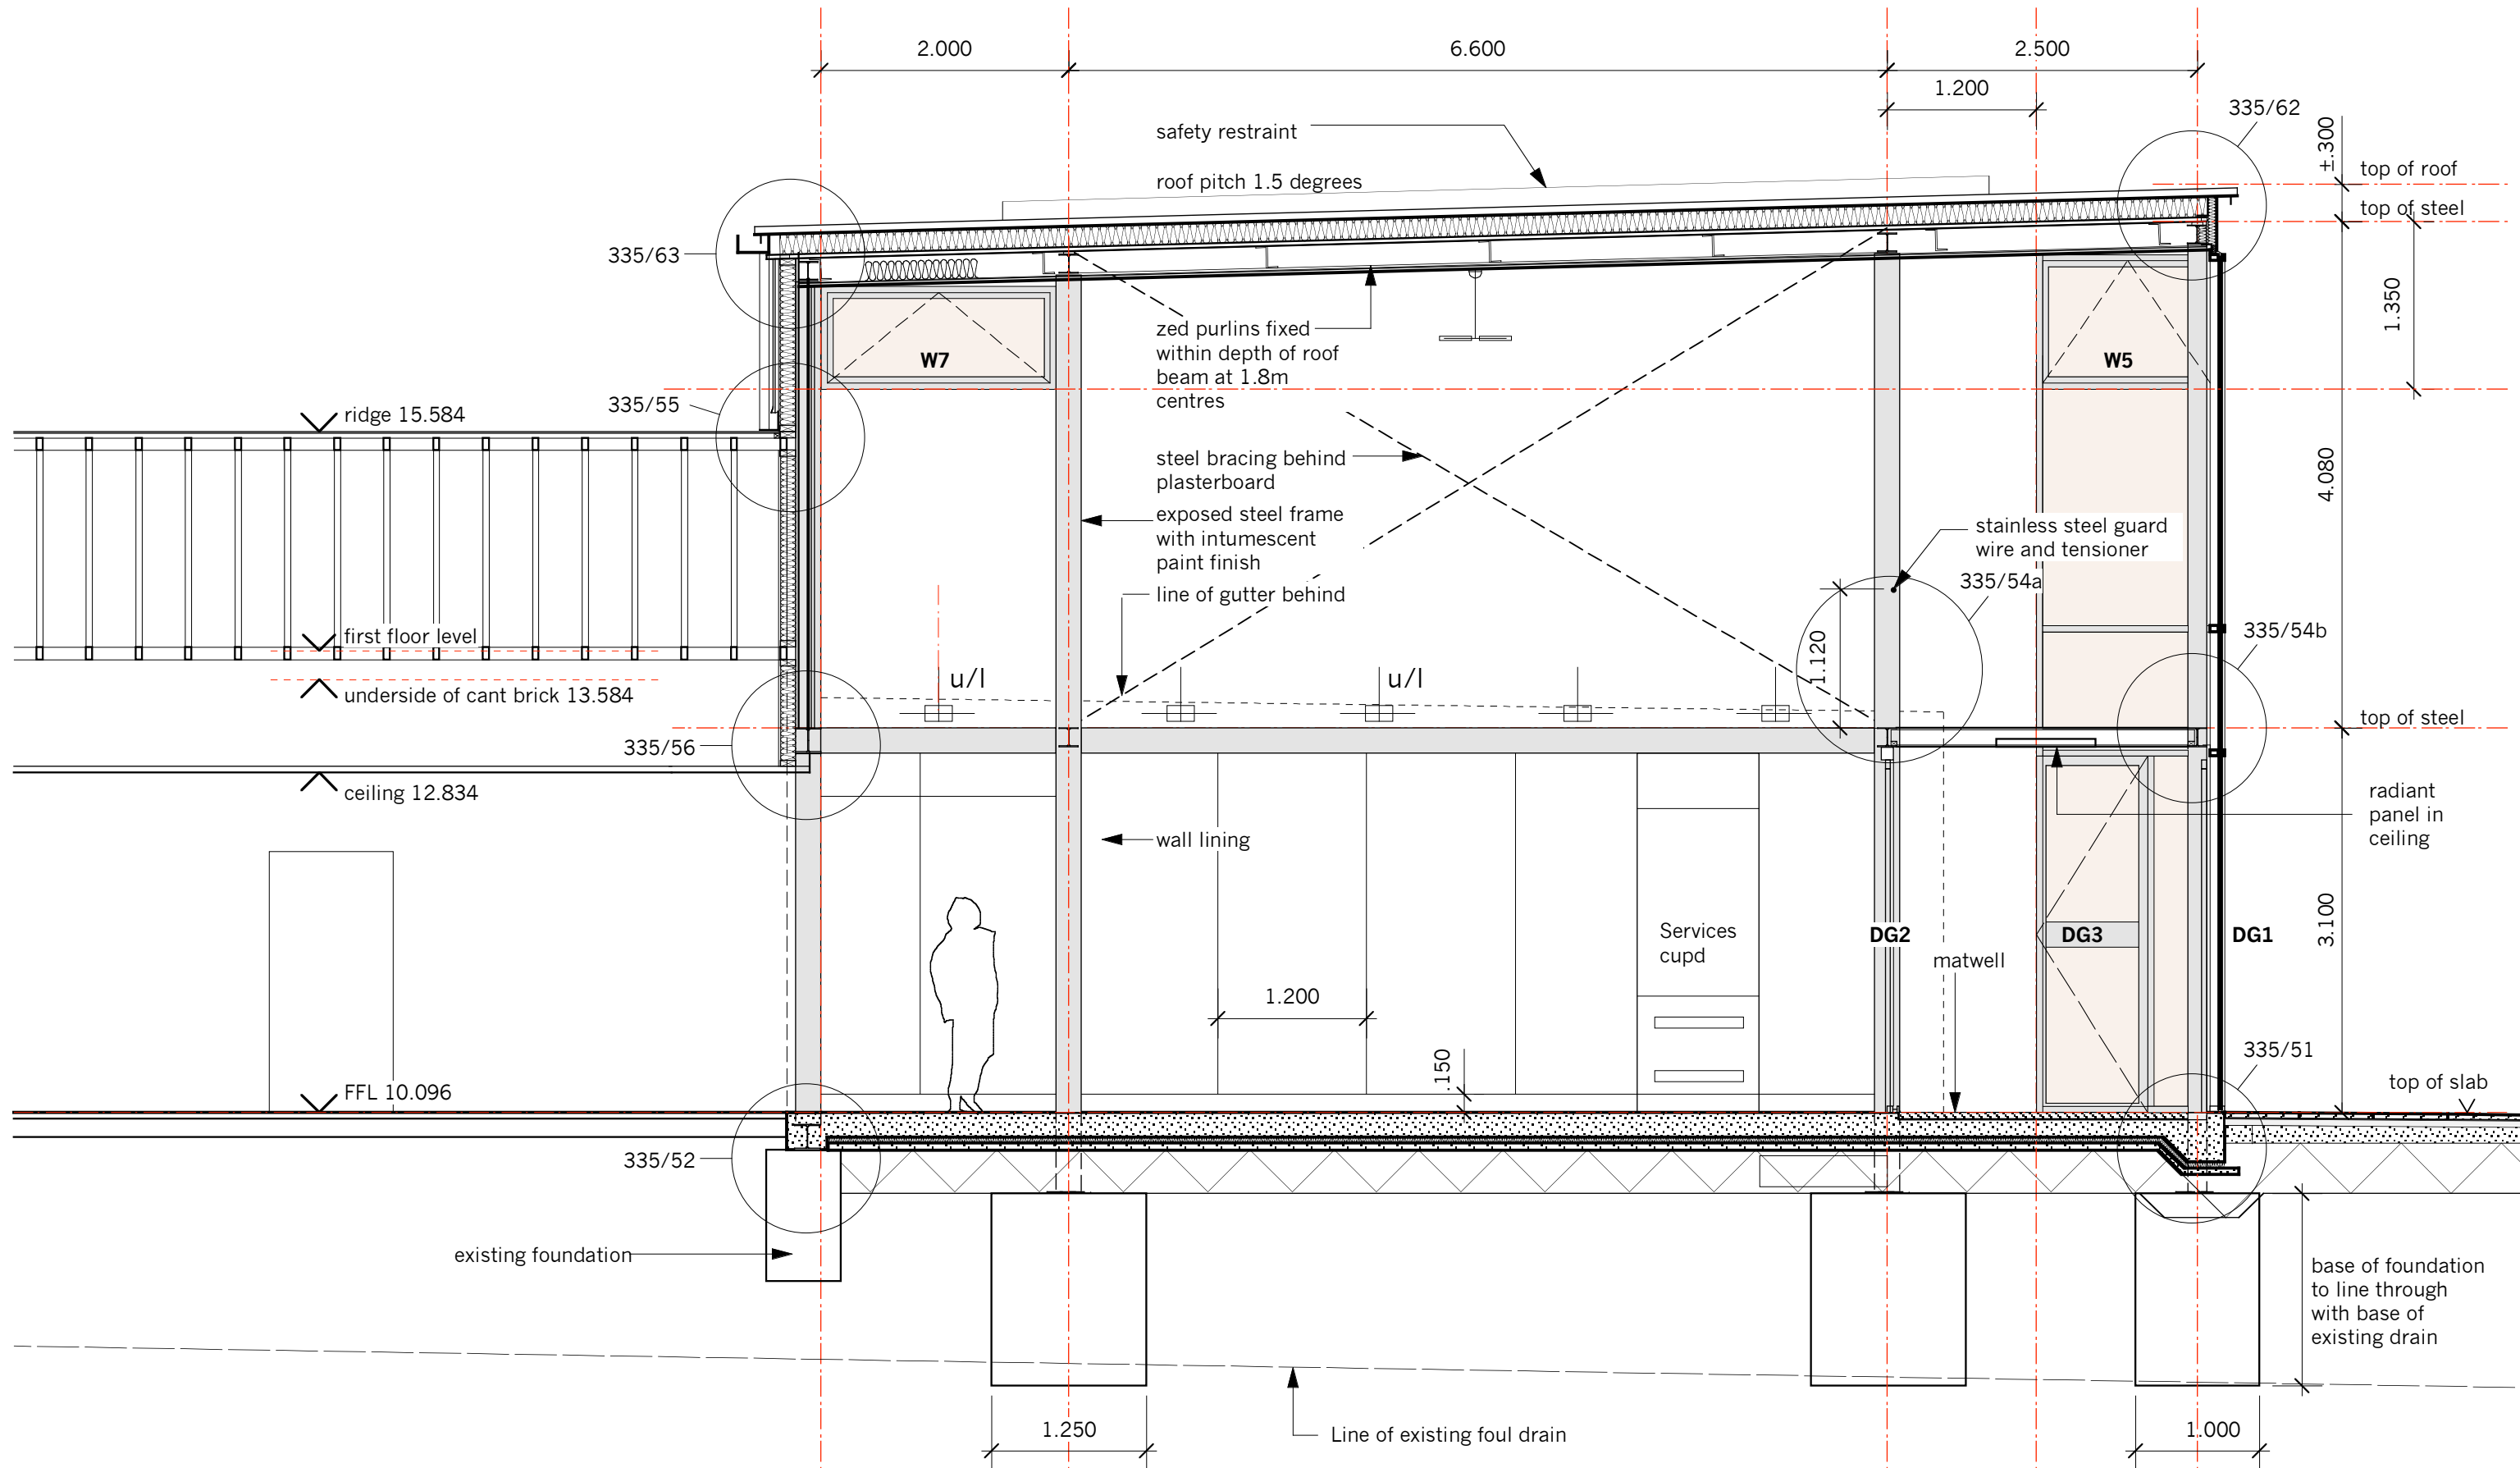 2.000
6.600
2.500
1.200
335/62
±.300
safety restraint
top of roof
roof pitch 1.5 degrees
top of steel
335/63
1.350
zed purlins fixed
within depth of roof
beam at 1.8m
centres
W7
W5
335/55
ridge 15.584
steel bracing behind
plasterboard
4.080
exposed steel frame
with intumescent
paint finish
stainless steel guard
wire and tensioner
335/54a
line of gutter behind
first floor level
335/54b
1.120
u/l
u/l
underside of cant brick 13.584
top of steel
335/56
ceiling 12.834
radiant
panel in
ceiling
wall lining
Services
cupd
DG2
DG3
DG1
3.100
matwell
1.200
.150
335/51
FFL 10.096
top of slab
335/52
existing foundation
base of foundation
to line through
with base of
existing drain
1.250
Line of existing foul drain
1.000